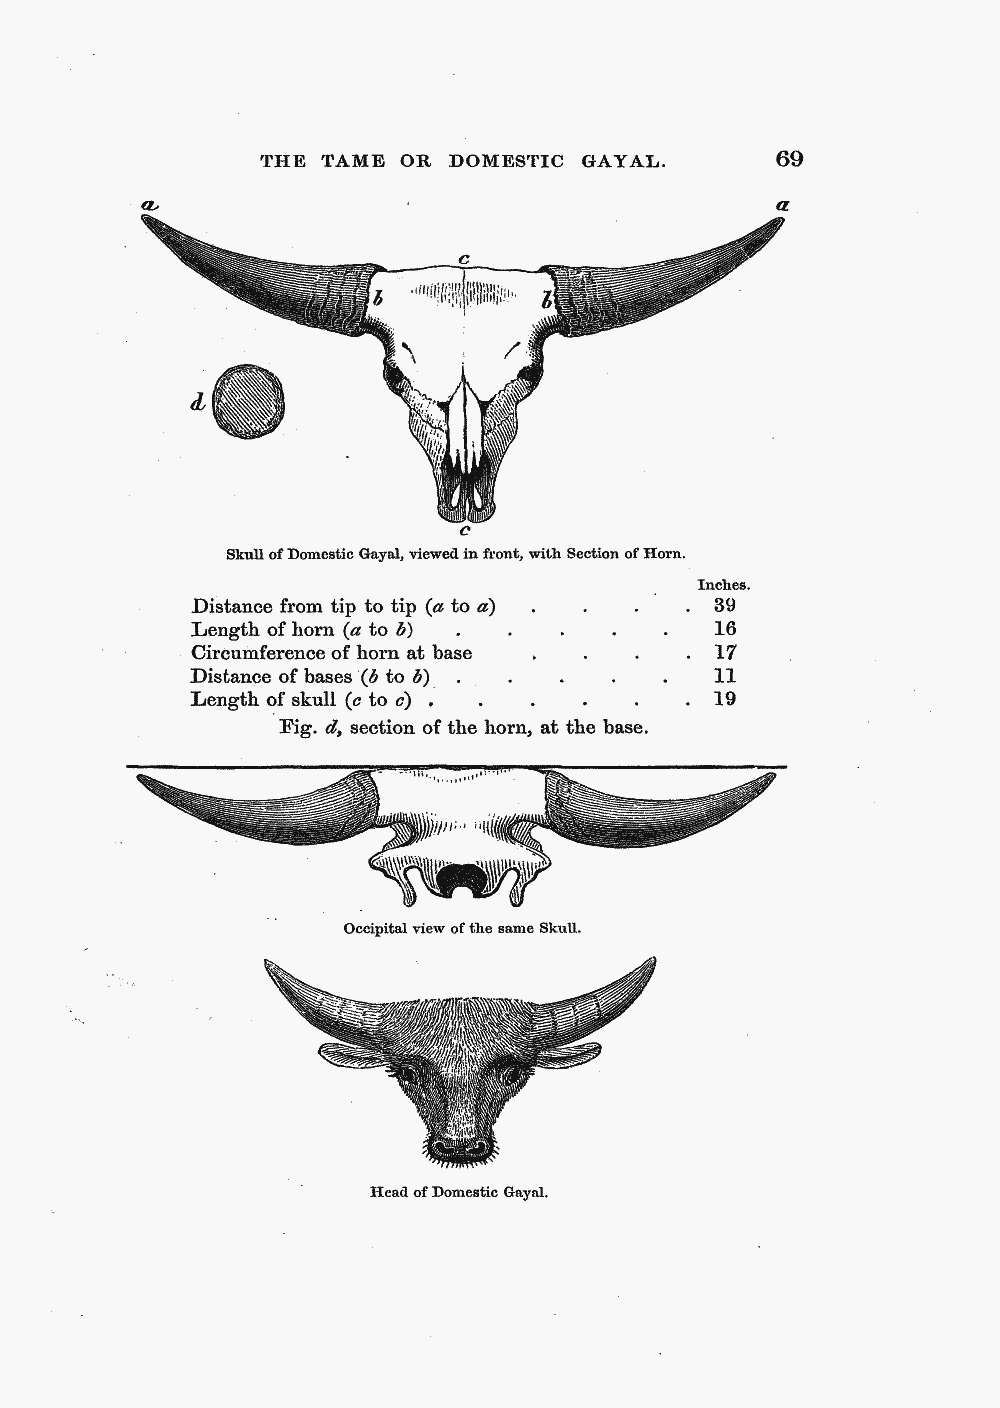 THE TAME OR DOMESTIC GAYAL. 69
a a
c
b b
d
c
Skull of Domestic Gayal, viewed in front, with Section of Horn.
Inches.
Distance from tip to tip (a to a) . . . . 39
Length of horn (a to b) . . . . . 16
Circumference of horn at base . . . . 17
Distance of bases (b to b) . . . . . 11
Length of skull (c to c) . . . . . . 19
Fig. d, section of the horn, at the base.
Occipital view of the same Skull.
Head of Domestic Gayal.